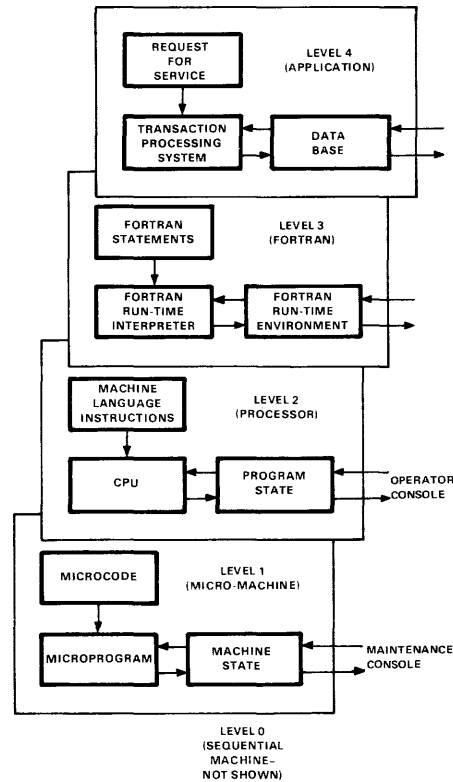 REQUEST
FOR
SERVICE
LEVEL 4
(APPLICATION)
TRANSACTION
PROCESSING
SYSTEM
DATA
BASE
FORTRAN
STATEMENTS
LEVEL 3
(FORTRAN)
FORTRAN
RUN-TIME
INTERPRETER
FORTRAN
RUN-TIME
ENVIRONMENT
MACHINE
LANGUAGE
INSTRUCTIONS
LEVEL 2
(PROCESSOR)
CPU
PROGRAM
STATE
OPERATOR
CONSOLE
MICROCODE
LEVEL 1
(MICRO-MACHINE)
MICROPROGRAM
MACHINE
STATE
MAINTENANCE
CONSOLE
LEVEL 0
(SEQUENTIAL
MACHINE–
NOT SHOWN)